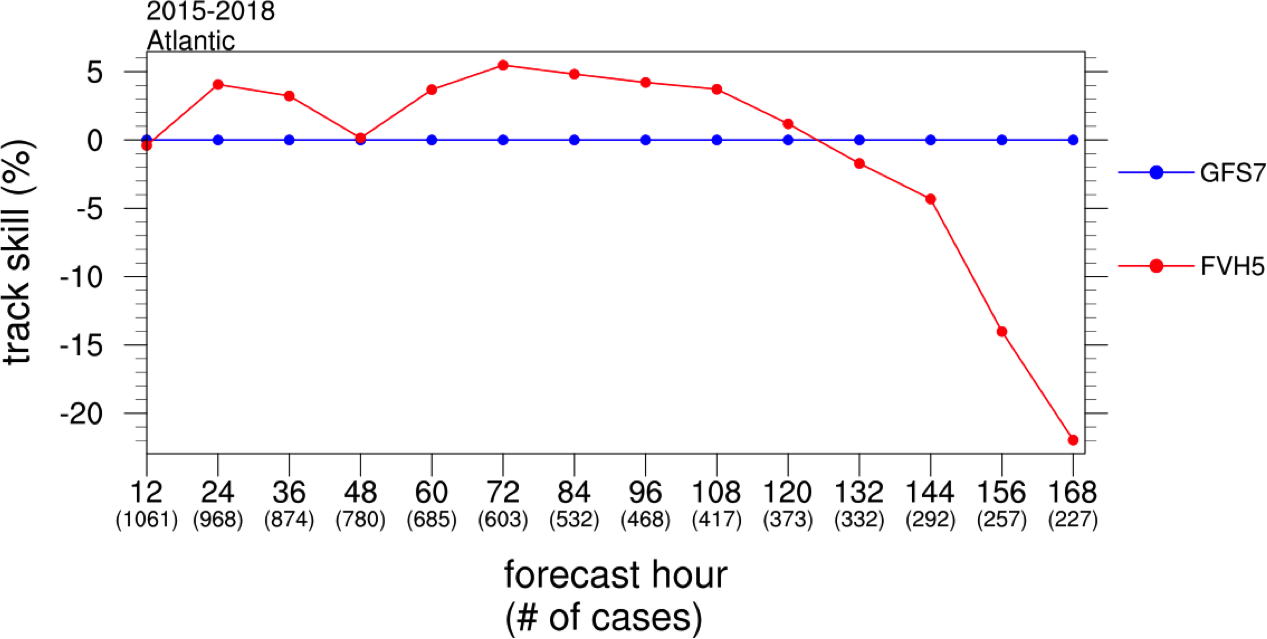 2015-2018
Atlantic
track skill (%)
5
0
-5
-10
-15
-20
GFS7
FVH5
12 24 36 48 60 72 84 96 108 120 132 144 156 168
(1061) (968) (874) (780) (685) (603) (532) (468) (417) (373) (332) (292) (257) (227)
forecast hour
(# of cases)